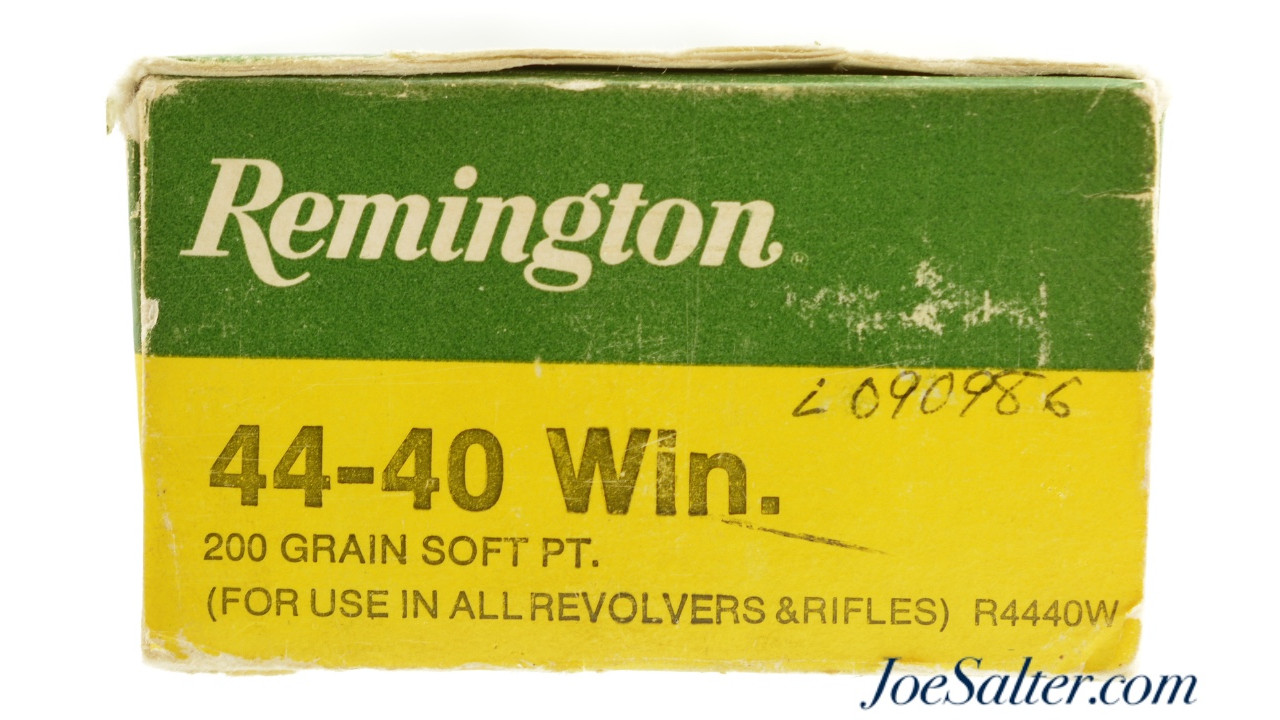 Remington®
L090986
44-40 Win.
200 GRAIN SOFT PT.
(FOR USE IN ALL REVOLVERS & RIFLES) R4440W
JoeSalter.com